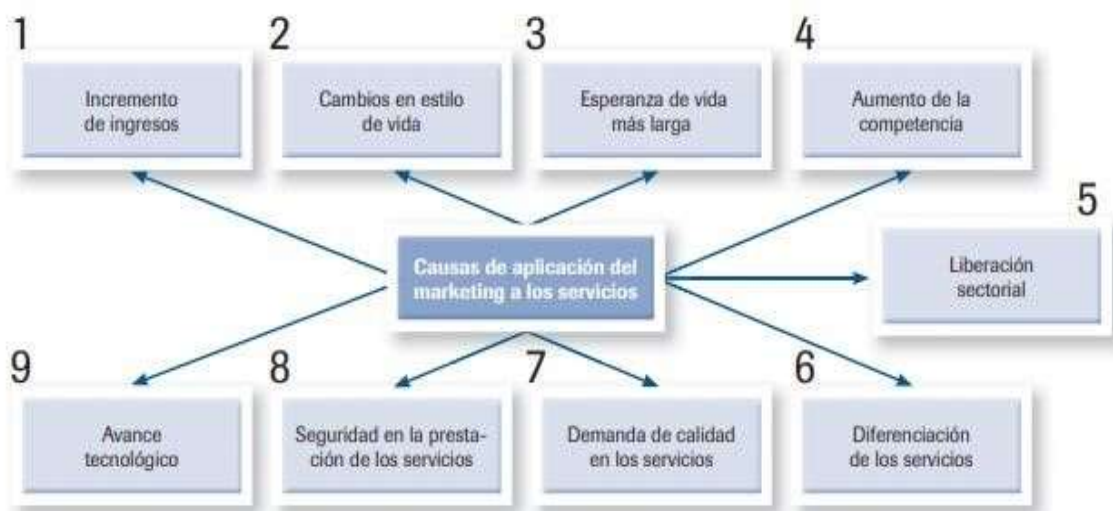 1
Incremento
de ingresos
2
Cambios en estilo
de vida
3
Esperanza de vida
más larga
4
Aumento de la
competencia
5
Liberación
sectorial
Causas de aplicación del
marketing a los servicios
9
Avance
tecnológico
8
Seguridad en la presta-
ación de los servicios
7
Demanda de calidad
en los servicios
6
Diferenciación
de los servicios